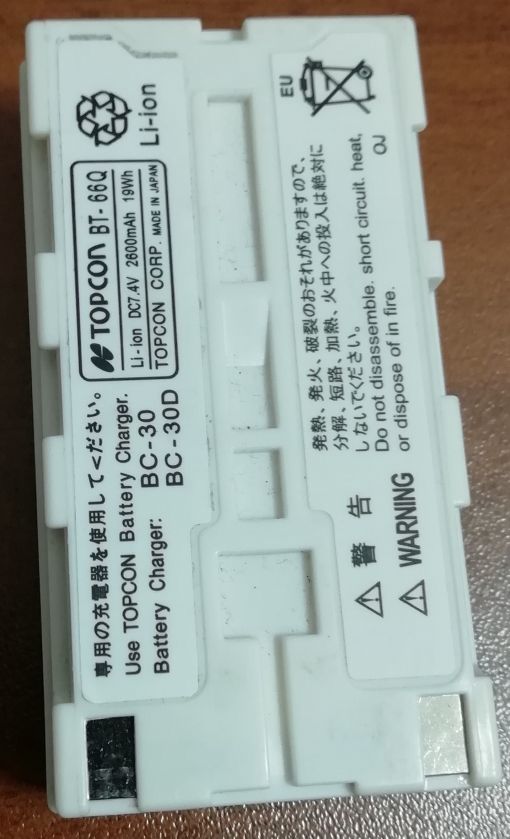 専用の充電器を使用してください。
Use TOPCON Battery Charger.
Battery Charger: BC-30
BC-30D
TOPCON BT-66Q
Li-ion DC7.4V 2600mAh 19Wh
TOPCON CORP. MADE IN JAPAN
Li-ion
警告
WARNING
発熱、発火、破裂のおそれがありますので、
分解、短路、加熱、火中への投入は絶対に
しないでください。
Do not disassemble. short circuit. heat,
or dispose of in fire.
OJ
EU